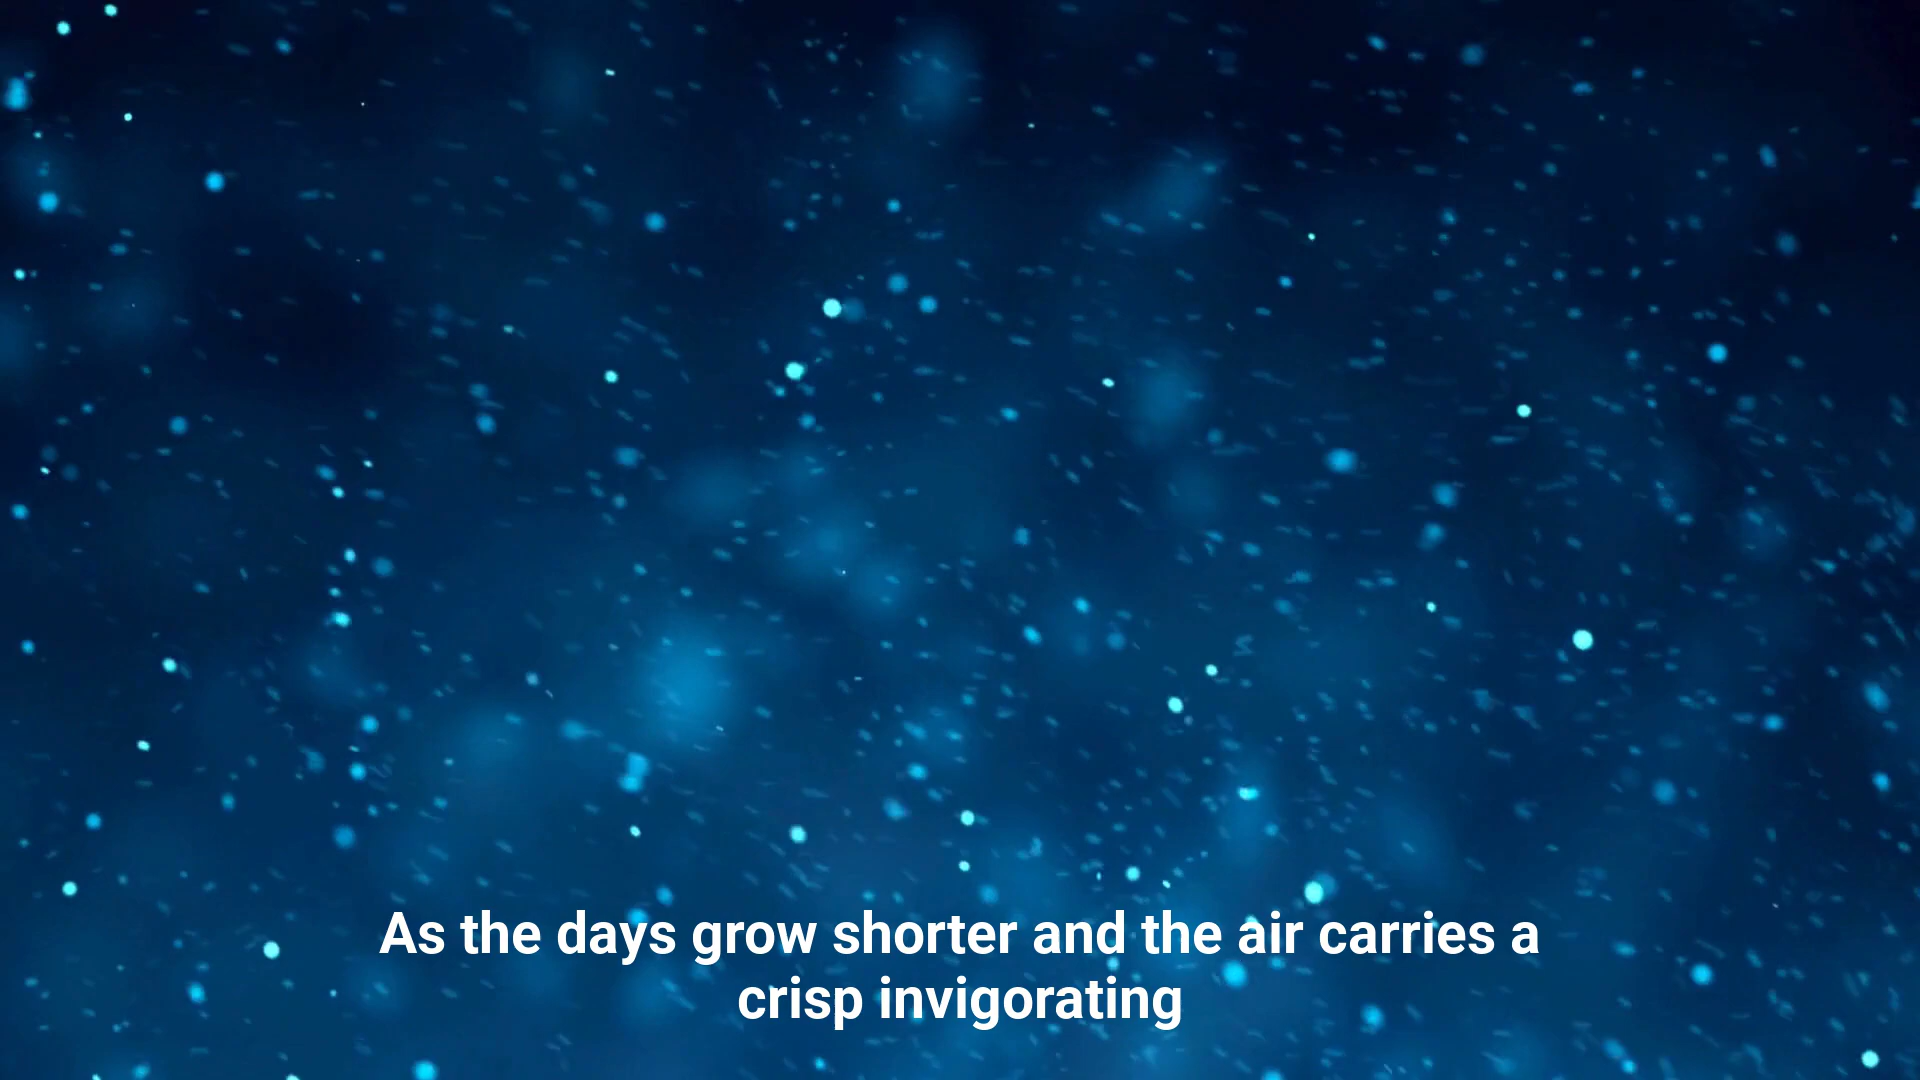 As the days grow shorter and the air carries a
crisp invigorating